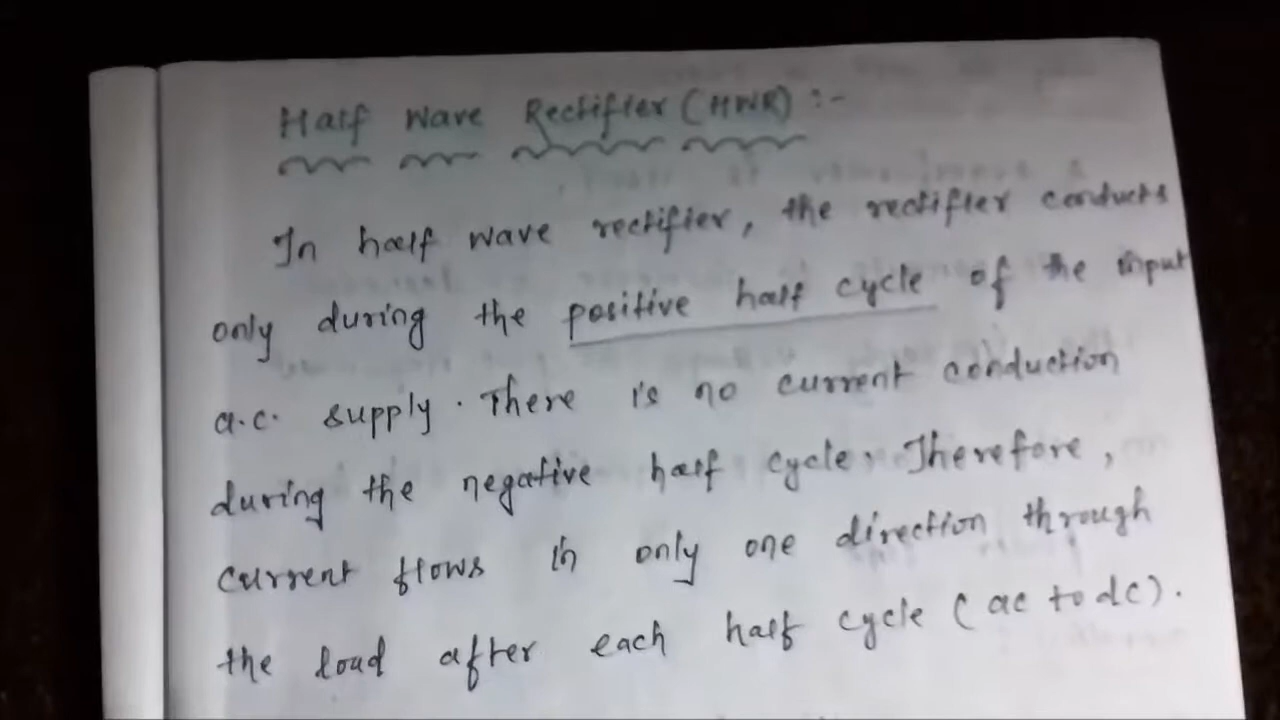 Half Wave Rectifier (HWR) :-
In half wave rectifier, the rectifier conducts
only during the positive half cycle of the input
a.c. supply. There is no current conduction
during the negative half cycle. Therefore,
current flows in only one direction through
the load after each half cycle (ac to dc).